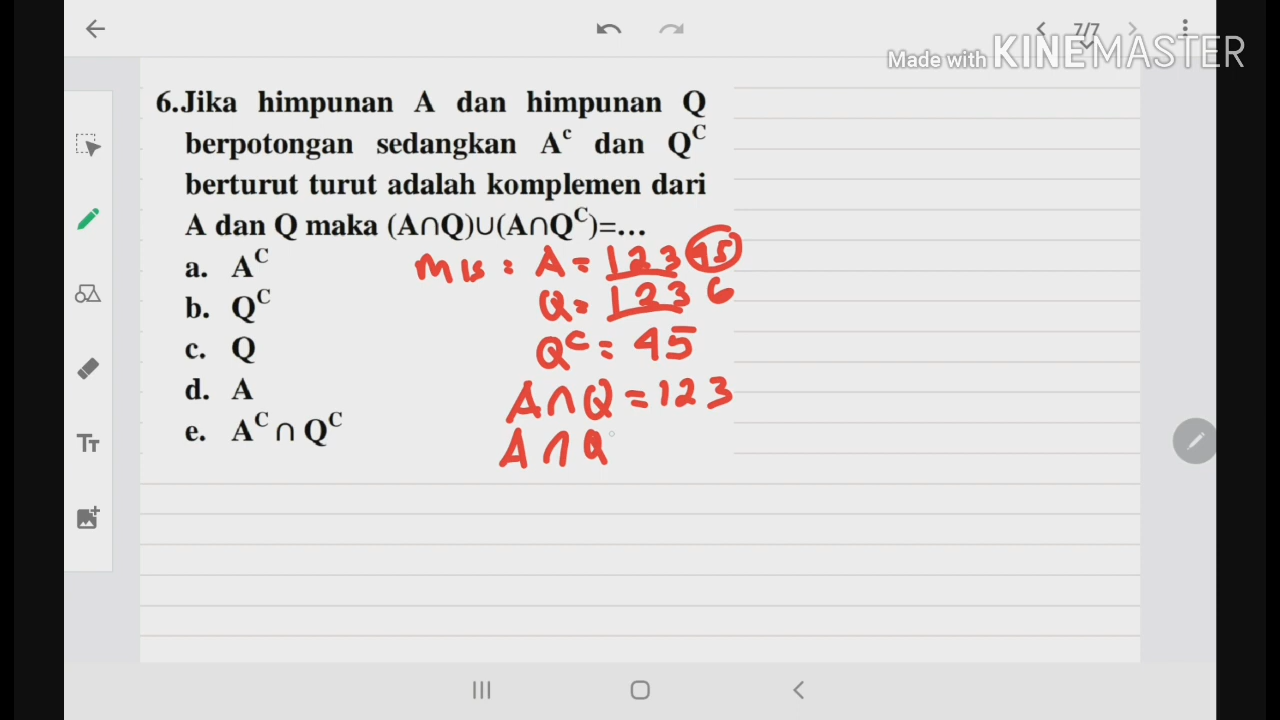 7/7
Made with KINEMASTER
6.Jika himpunan A dan himpunan Q
berpotongan sedangkan Aᶜ dan Qᶜ
berturut turut adalah komplemen dari
A dan Q maka (A∩Q)∪(A∩Qᶜ)=...
a. Aᶜ
b. Qᶜ
c. Q
d. A
e. Aᶜ ∩ Qᶜ
Mis : A = 1 2 3 4 5
Q = 1 2 3 6
Qᶜ = 4 5
A ∩ Q = 1 2 3
A ∩ Q
Tт